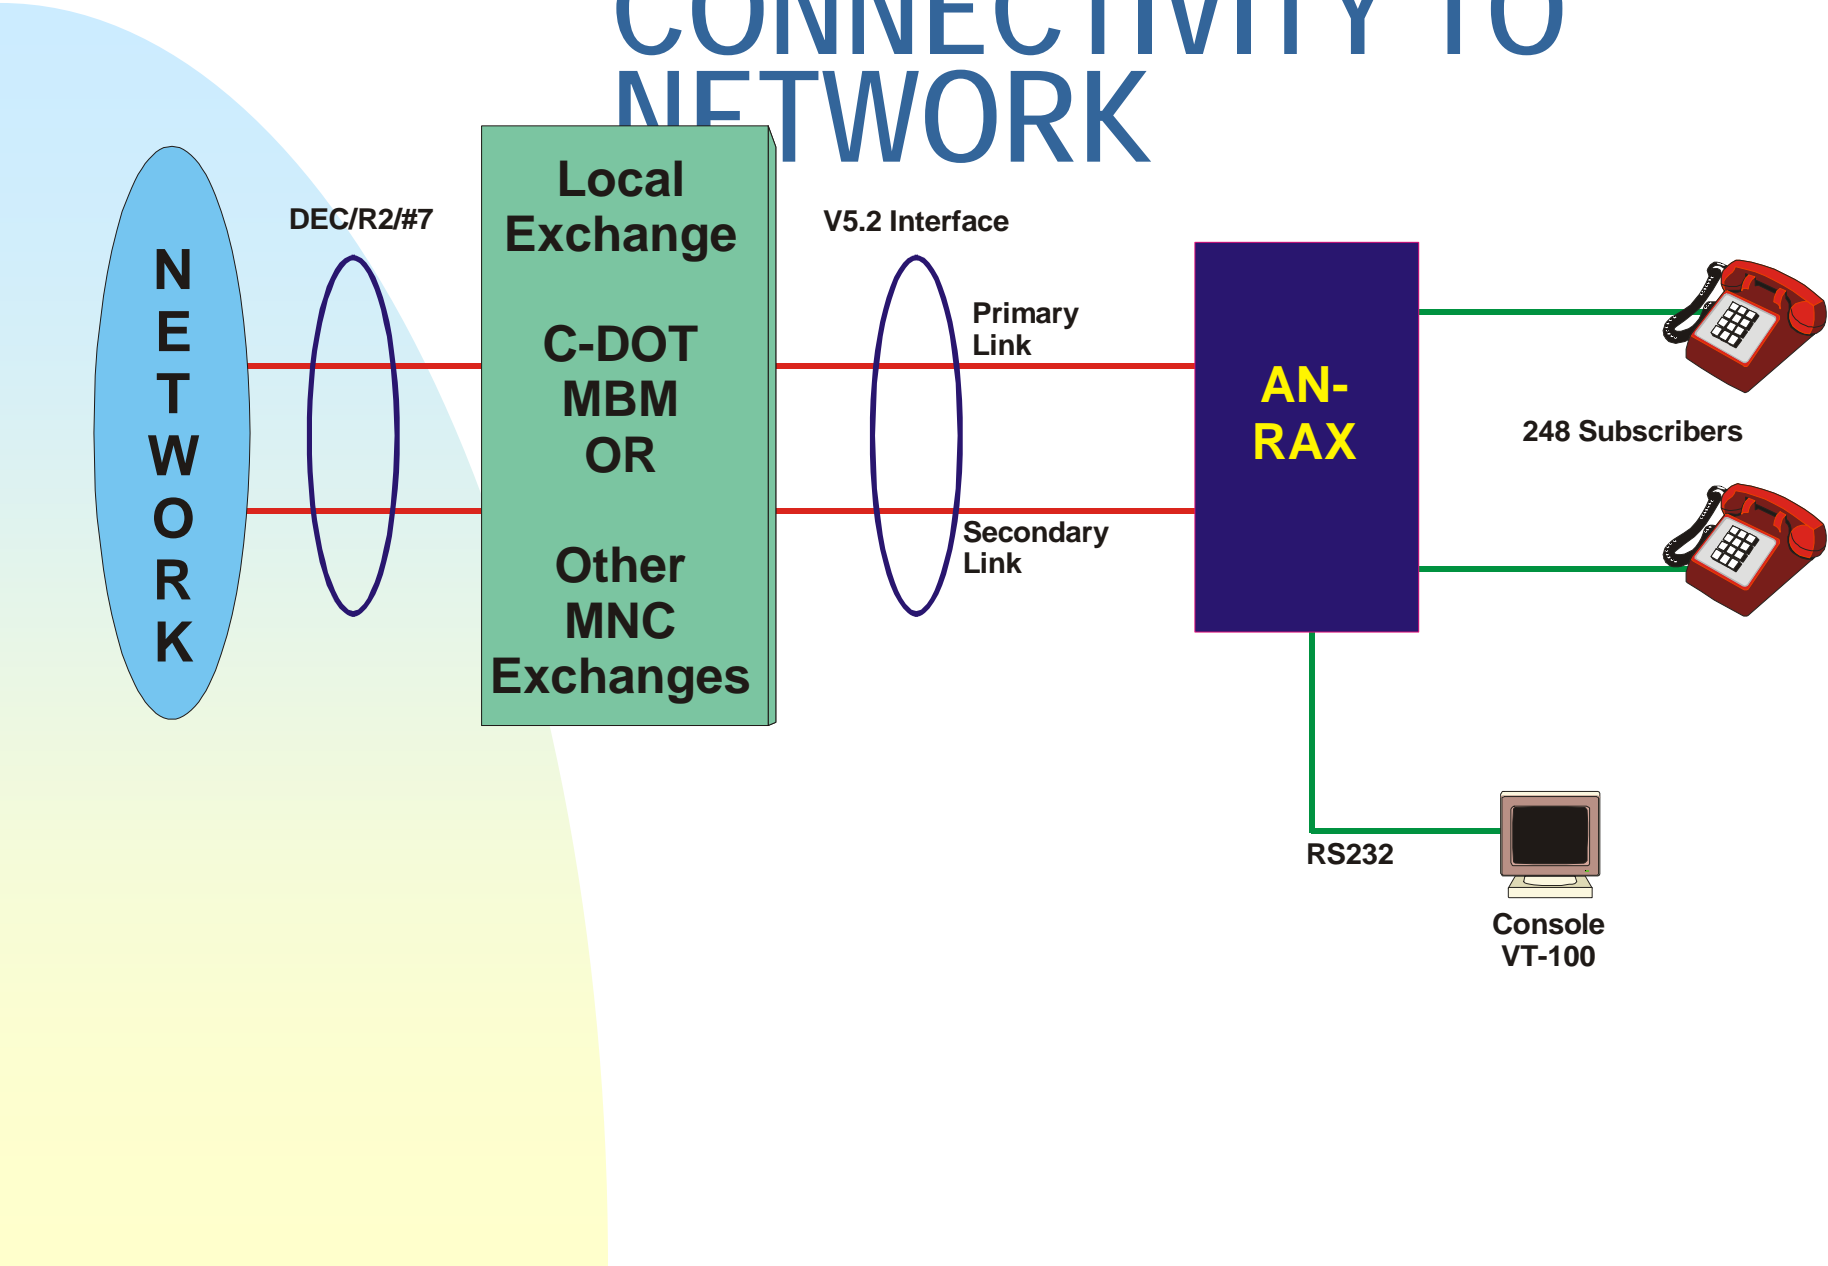 CONNECTIVITY TO
NETWORK
NETWORK
DEC/R2/#7
Local
Exchange
C-DOT
MBM
OR
Other
MNC
Exchanges
V5.2 Interface
Primary
Link
Secondary
Link
AN-
RAX
248 Subscribers
RS232
Console
VT-100